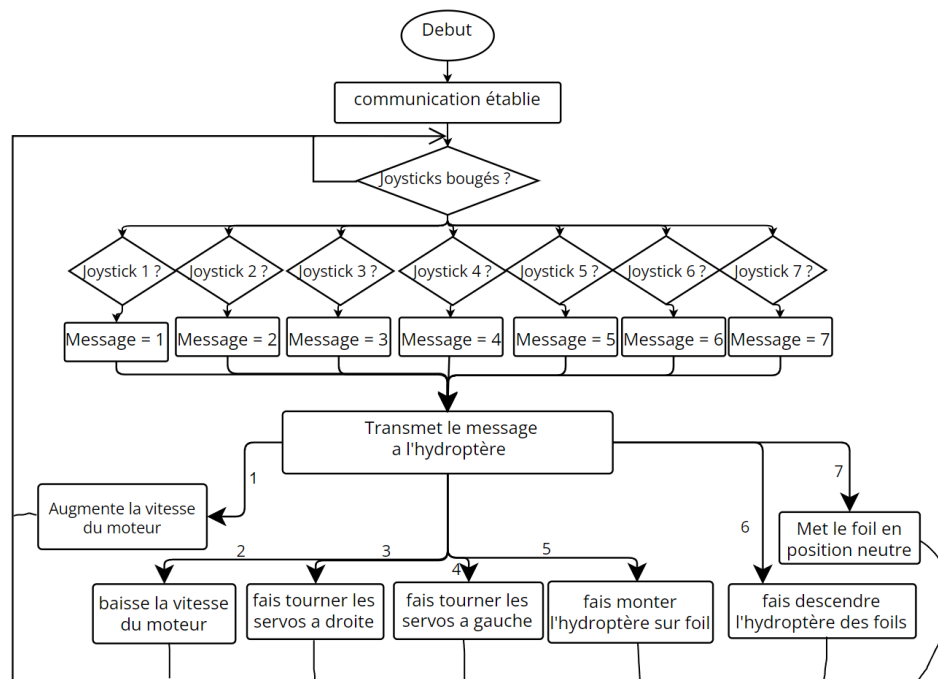 Debut
communication établie
Joysticks bougés ?
Joystick 1 ?
Joystick 2 ?
Joystick 3 ?
Joystick 4 ?
Joystick 5 ?
Joystick 6 ?
Joystick 7 ?
Message = 1
Message = 2
Message = 3
Message = 4
Message = 5
Message = 6
Message = 7
Transmet le message
a l'hydroptère
1
7
Augmente la vitesse
du moteur
6
Met le foil en
position neutre
2
3
5
4
baisse la vitesse
du moteur
fais tourner les
servos a droite
fais tourner les
servos a gauche
fais monter
l'hydroptère sur foil
fais descendre
l'hydroptère des foils